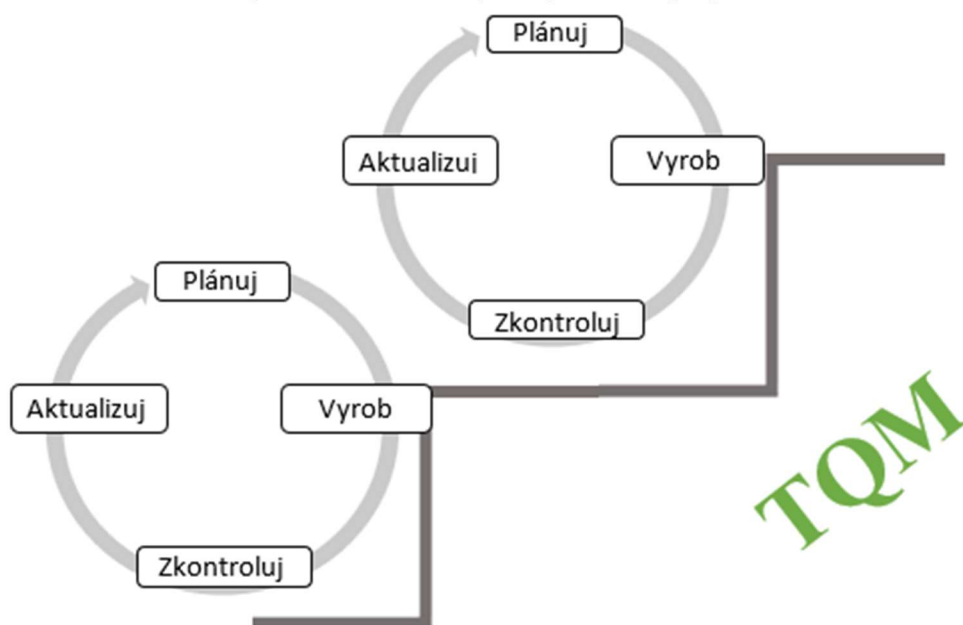 Plánuj
Aktualizuj
Vyrob
Zkontroluj
Plánuj
Aktualizuj
Vyrob
Zkontroluj
TQM